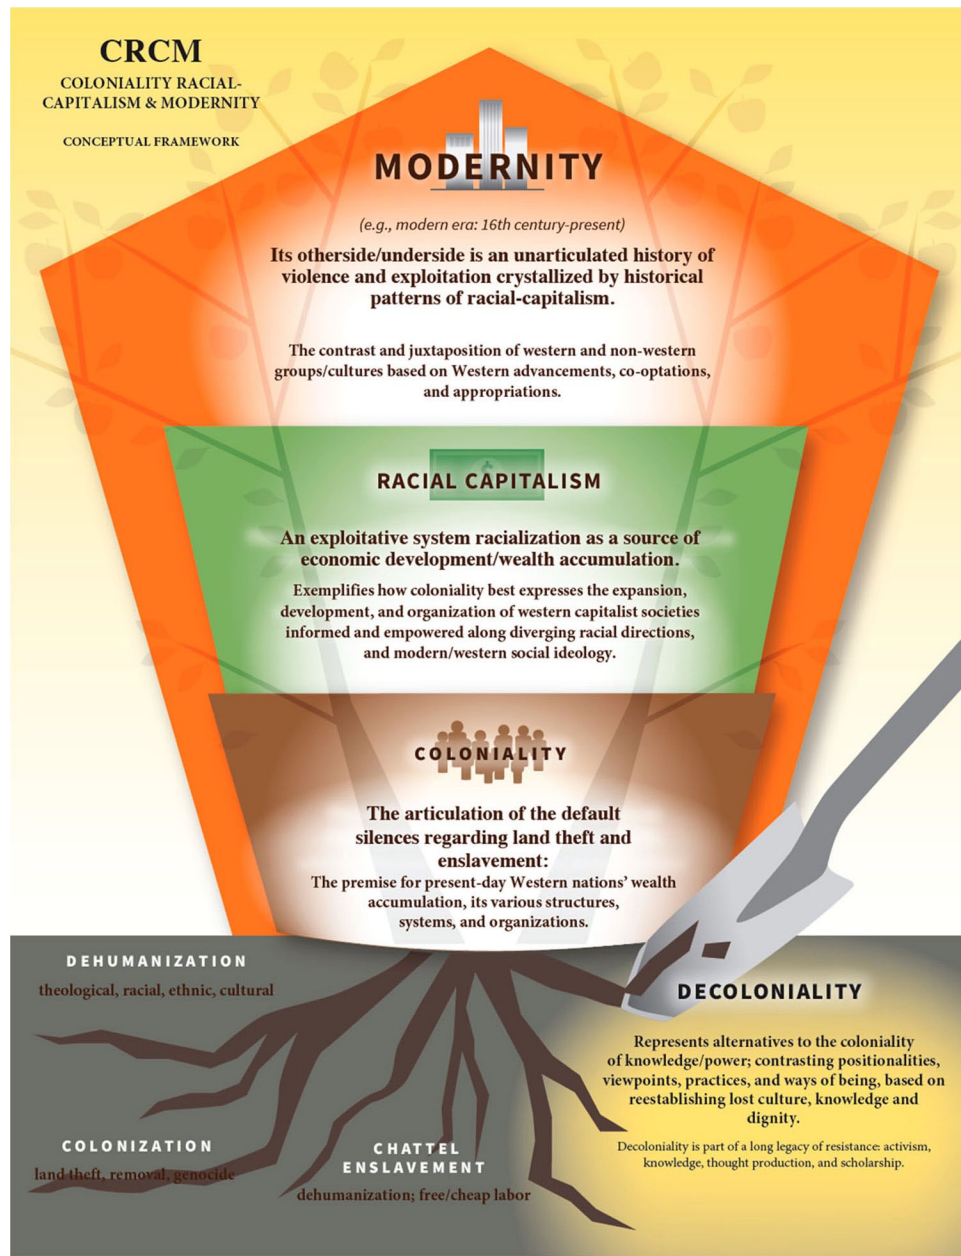 CRCM
COLONIALITY RACIAL-
CAPITALISM & MODERNITY
CONCEPTUAL FRAMEWORK
MODERNITY
(e.g., modern era: 16th century-present)
Its otherside/underside is an unarticulated history of
violence and exploitation crystallized by historical
patterns of racial-capitalism.
The contrast and juxtaposition of western and non-western
groups/cultures based on Western advancements, co-optations,
and appropriations.
RACIAL CAPITALISM
An exploitative system racialization as a source of
economic development/wealth accumulation.
Exemplifies how coloniality best expresses the expansion,
development, and organization of western capitalist societies
informed and empowered along diverging racial directions,
and modern/western social ideology.
COLONIALITY
The articulation of the default
silences regarding land theft and
enslavement:
The premise for present-day Western nations' wealth
accumulation, its various structures,
systems, and organizations.
DEHUMANIZATION
theological, racial, ethnic, cultural
COLONIZATION
land theft, removal, genocide
CHATTEL
ENSLAVEMENT
dehumanization; free/cheap labor
DECOLONIALITY
Represents alternatives to the coloniality
of knowledge/power; contrasting positionalities,
viewpoints, practices, and ways of being, based on
reestablishing lost culture, knowledge and
dignity.
Decoloniality is part of a long legacy of resistance: activism,
knowledge, thought production, and scholarship.